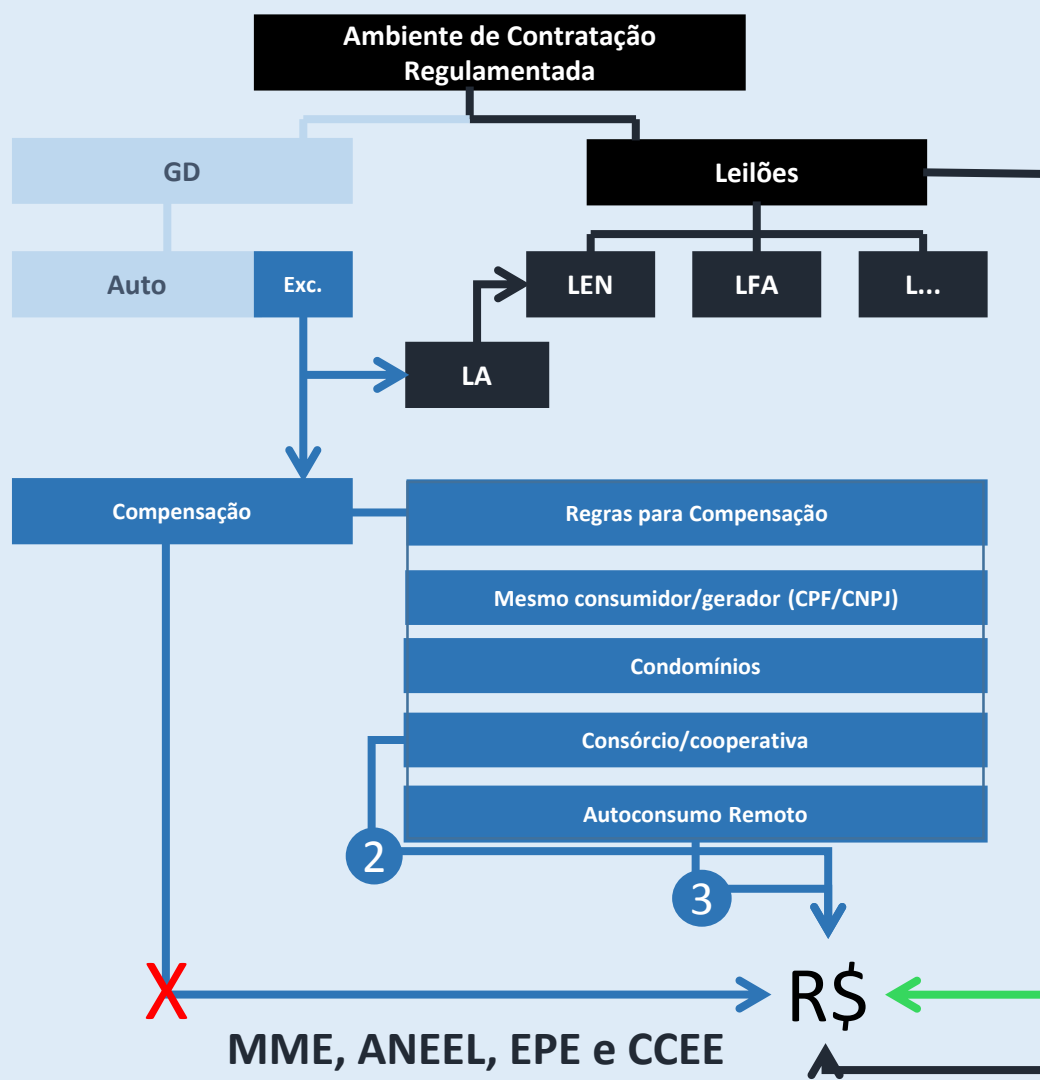 Ambiente de Contratação
Regulamentada
GD
Leilões
Auto
Exc.
LEN
LFA
L...
LA
Compensação
Regras para Compensação
Mesmo consumidor/gerador (CPF/CNPJ)
Condomínios
Consórcio/cooperativa
Autoconsumo Remoto
2
3
X
R$
MME, ANEEL, EPE e CCEE